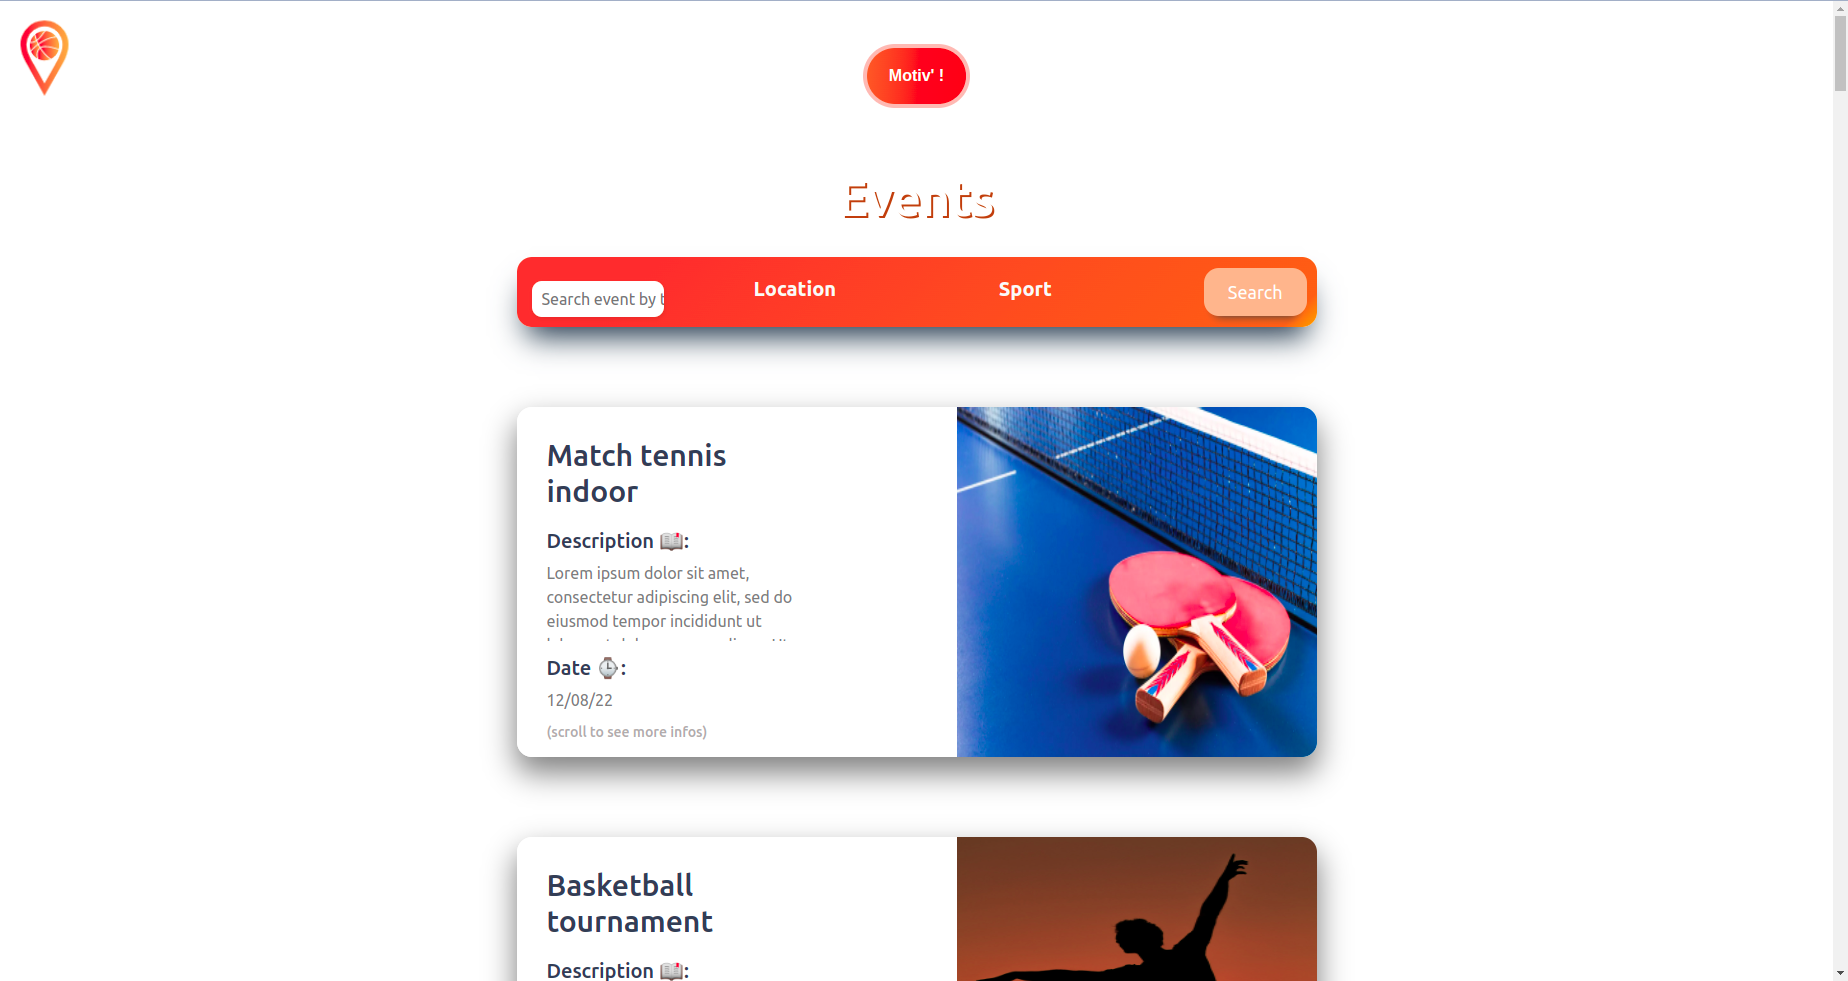 Motiv' !
Events
Search event by t
Location
Sport
Search
Match tennis
indoor
Description 📖:
Lorem ipsum dolor sit amet,
consectetur adipiscing elit, sed do
eiusmod tempor incididunt ut
Date ⌚:
12/08/22
(scroll to see more infos)
Basketball
tournament
Description 📖: